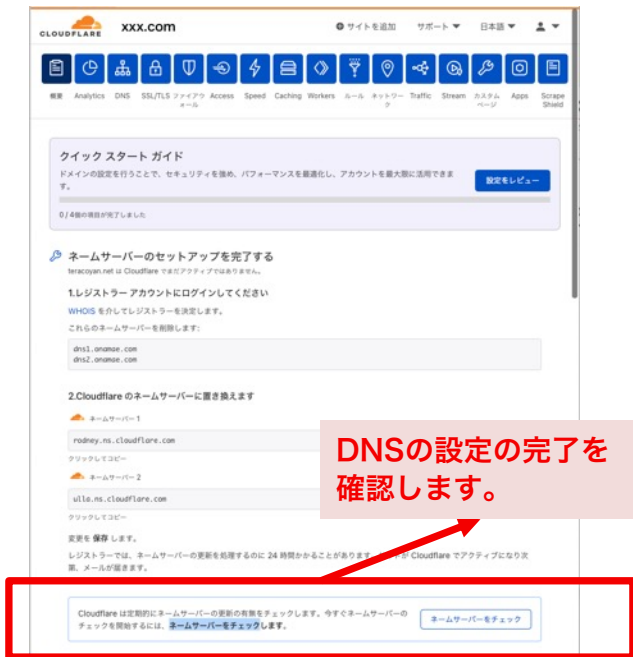 CLOUDFLARE
xxx.com
サイトを追加 サポート 日本語
概要 Analytics DNS SSL/TLS ファイアウォール Access Speed Caching Workers ルール ネットワーク Traffic Stream カスタムページ Apps Scrape Shield
クイック スタート ガイド
ドメインの設定を行うことで、セキュリティを強め、パフォーマンスを最適化し、アカウントを最大限に活用できま
す。
設定をレビュー
0 / 4個の項目が完了しました
ネームサーバーのセットアップを完了する
teracoyan.net は Cloudflare でまだアクティブではありません。
1.レジストラー アカウントにログインしてください
WHOIS を介してレジストラーを決定します。
これらのネームサーバーを削除します:
dns1.onamae.com
dns2.onamae.com
2.Cloudflare のネームサーバーに置き換えます
ネームサーバー 1
rodney.ns.cloudflare.com
クリックしてコピー
ネームサーバー 2
ulla.ns.cloudflare.com
クリックしてコピー
DNSの設定の完了を
確認します。
変更を 保存 します。
レジストラーでは、ネームサーバーの更新を処理するのに 24 時間かかることがあります。 が Cloudflare でアクティブになり次
第、メールが届きます。
Cloudflare は定期的にネームサーバーの更新の有無をチェックします。今すぐネームサーバーの
チェックを開始するには、ネームサーバーをチェックします。
ネームサーバーをチェック